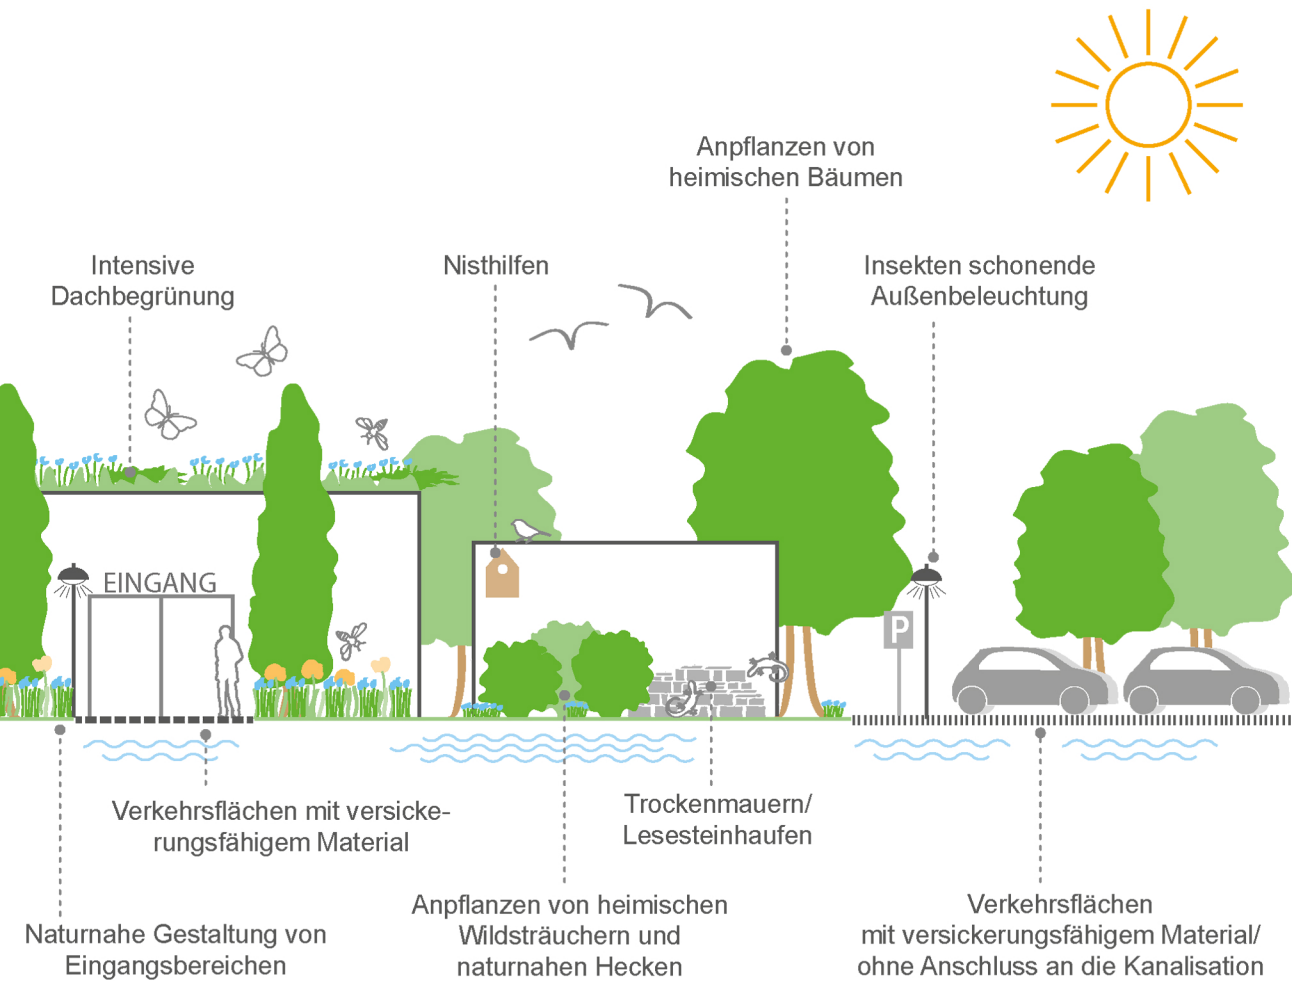 Anpflanzen von
heimischen Bäumen
Intensive
Dachbegrünung
Nisthilfen
Insekten schonende
Außenbeleuchtung
EINGANG
P
Verkehrsflächen mit versicke-
rungsfähigem Material
Trockenmauern/
Lesesteinhaufen
Naturnahe Gestaltung von
Eingangsbereichen
Anpflanzen von heimischen
Wildsträuchern und
naturnahen Hecken
Verkehrsflächen
mit versickerungsfähigem Material/
ohne Anschluss an die Kanalisation